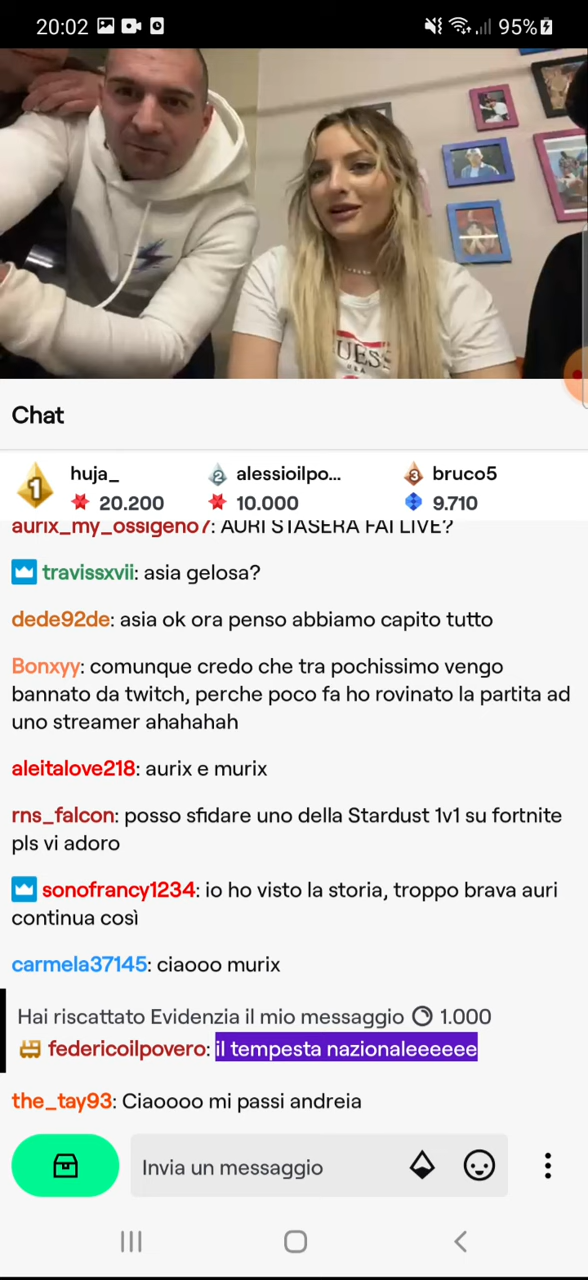 20:02
95%
GUESS
USA
Chat
1
huja_
20.200
2
alessioilpo...
10.000
3
bruco5
9.710
aurix_my_ossigeno7: AURI STASERA FAI LIVE?
travissxvii: asia gelosa?
dede92de: asia ok ora penso abbiamo capito tutto
Bonxyy: comunque credo che tra pochissimo vengo
bannato da twitch, perche poco fa ho rovinato la partita ad
uno streamer ahahahah
aleitalove218: aurix e murix
rns_falcon: posso sfidare uno della Stardust 1v1 su fortnite
pls vi adoro
sonofrancy1234: io ho visto la storia, troppo brava auri
continua così
carmela37145: ciaooo murix
Hai riscattato Evidenzia il mio messaggio 1.000
federicoilpovero: il tempesta nazionaleeeeee
the_tay93: Ciaoooo mi passi andreia
Invia un messaggio